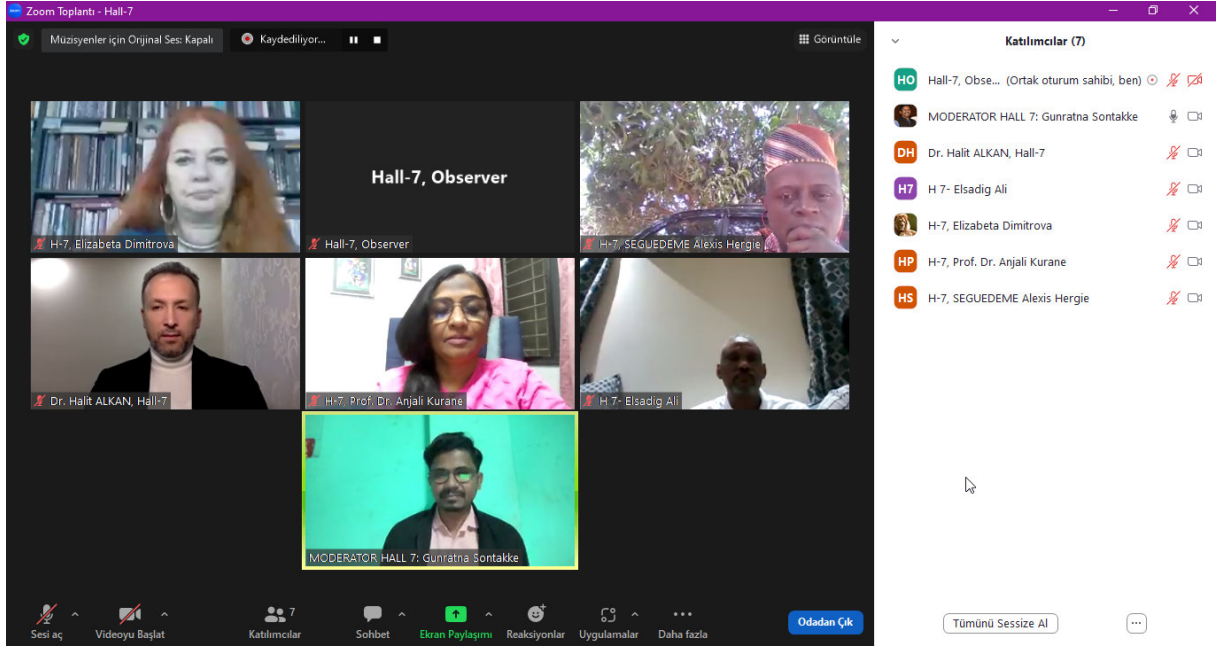 Zoom Toplantı - Hall-7
Müzisyenler için Orijinal Ses: Kapalı
Kaydediliyor...
Görüntüle
H-7, Elizabeta Dimitrova
Hall-7, Observer
Hall-7, Observer
H-7, SEGUEDEME Alexis Hergie
Dr. Halit ALKAN, Hall-7
H-7, Prof. Dr. Anjali Kurane
H 7- Elsadig Ali
MODERATOR HALL 7: Gunratna Sontakke
Sesi aç
Videoyu Başlat
7
Katılımcılar
Sohbet
Ekran Paylaşımı
Reaksiyonlar
Uygulamalar
Daha fazla
Odadan Çık
Katılımcılar (7)
HO Hall-7, Obse... (Ortak oturum sahibi, ben)
MODERATOR HALL 7: Gunratna Sontakke
DH Dr. Halit ALKAN, Hall-7
H7 H 7- Elsadig Ali
H-7, Elizabeta Dimitrova
HP H-7, Prof. Dr. Anjali Kurane
HS H-7, SEGUEDEME Alexis Hergie
Tümünü Sessize Al